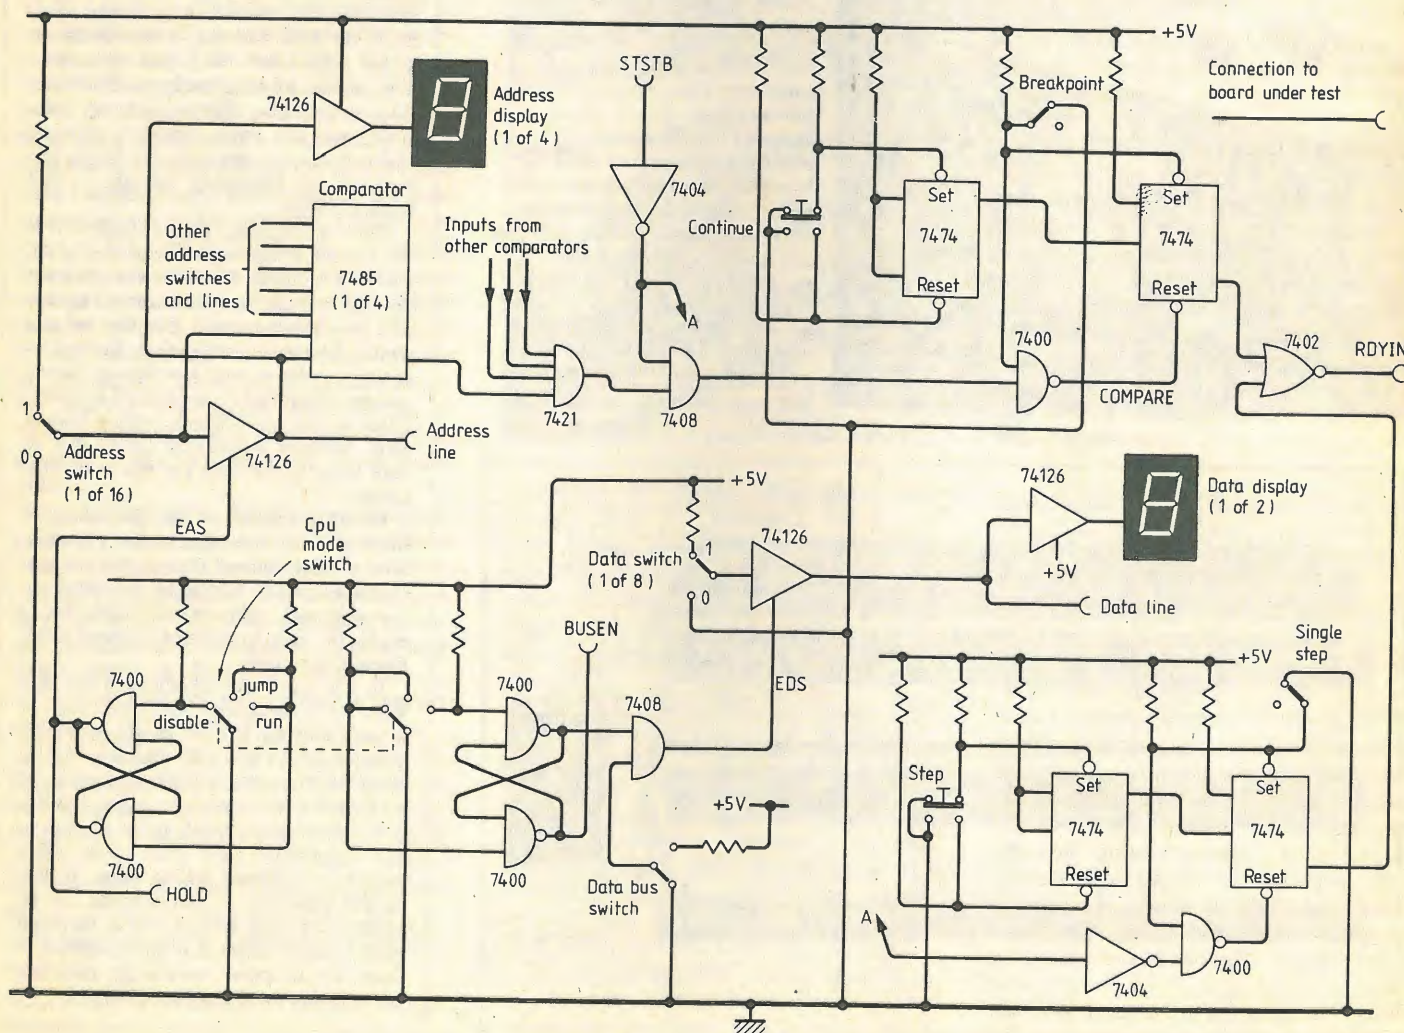 +5V
STSTB
Breakpoint
Connection to
board under test
74126
Address
display
(1 of 4)
7404
Comparator
Set
7474
Reset
Set
7474
Reset
Continue
Inputs from
other comparators
Other
address
switches
and lines
7485
(1 of 4)
A
7400
7402
RDYIN
COMPARE
7421
7408
1
0
Address
switch
(1 of 16)
74126
Address
line
EAS
Cpu
mode
switch
+5V
Data switch
(1 of 8)
1
0
74126
74126
+5V
Data display
(1 of 2)
Data line
BUSEN
EDS
Single
step
+5V
7400
jump
disable
run
7400
7408
Step
Set
7474
Reset
Set
7474
Reset
+5V
7400
7400
HOLD
Data bus
switch
A
7404
7400